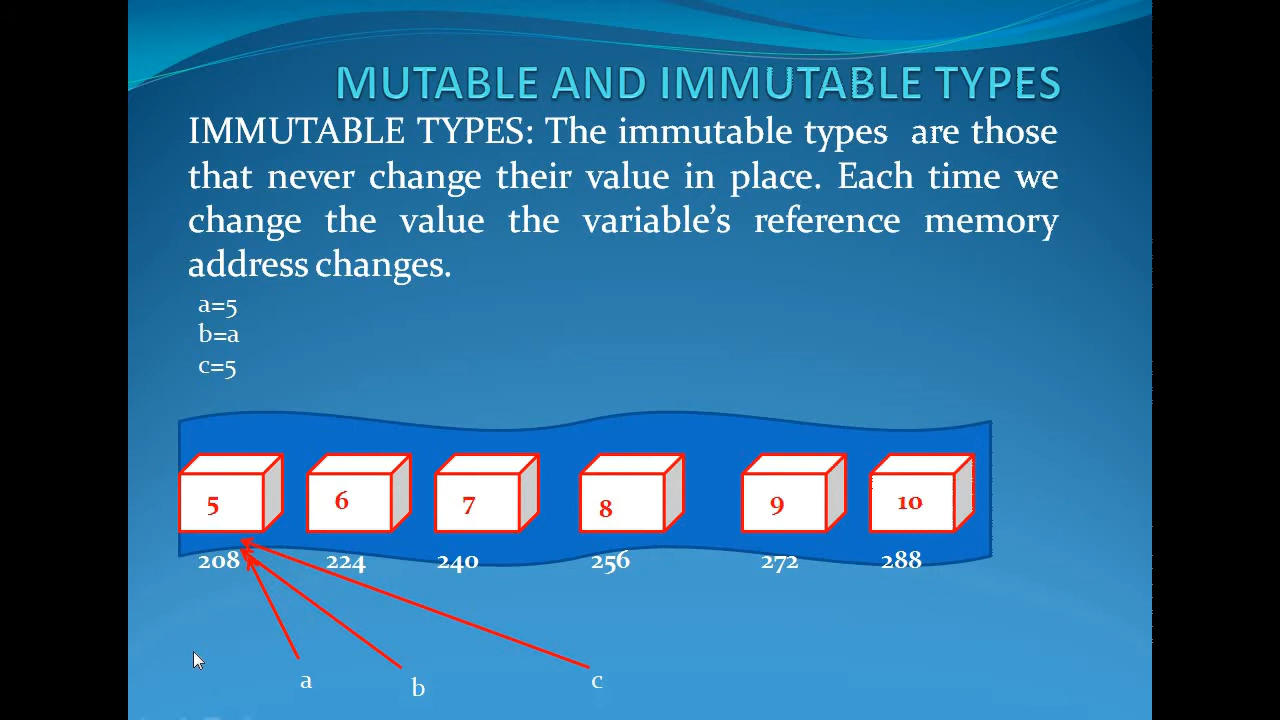 MUTABLE AND IMMUTABLE TYPES
IMMUTABLE TYPES: The immutable types are those
that never change their value in place. Each time we
change the value the variable’s reference memory
address changes.
a=5
b=a
c=5
5 6 7 8 9 10
208 224 240 256 272 288
a b c